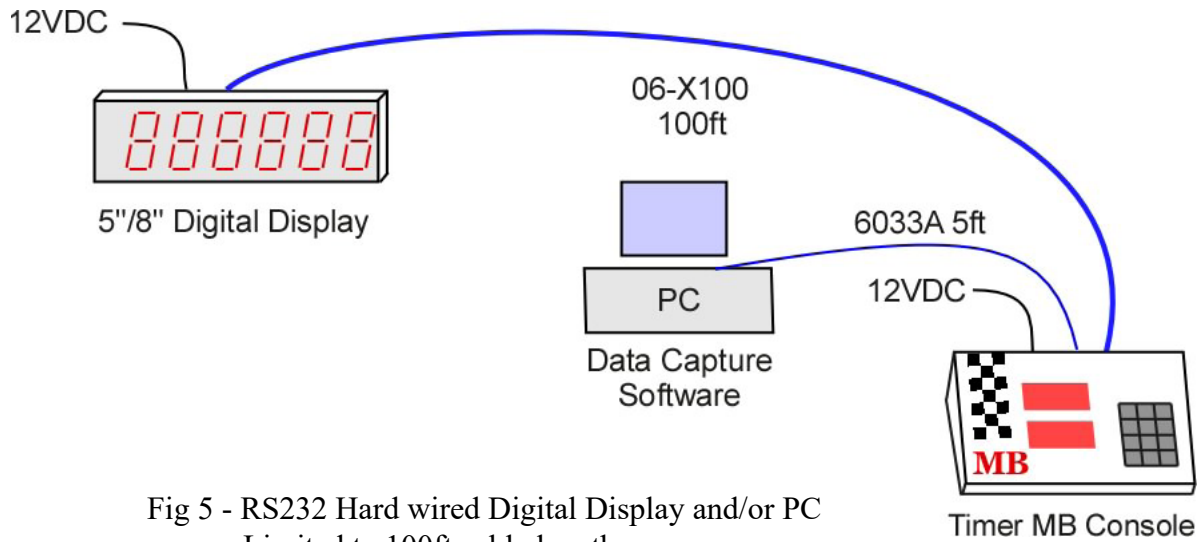 12VDC
06-X100
100ft
5"/8" Digital Display
6033A 5ft
PC
12VDC
Data Capture
Software
MB
Fig 5 - RS232 Hard wired Digital Display and/or PC
Timer MB Console